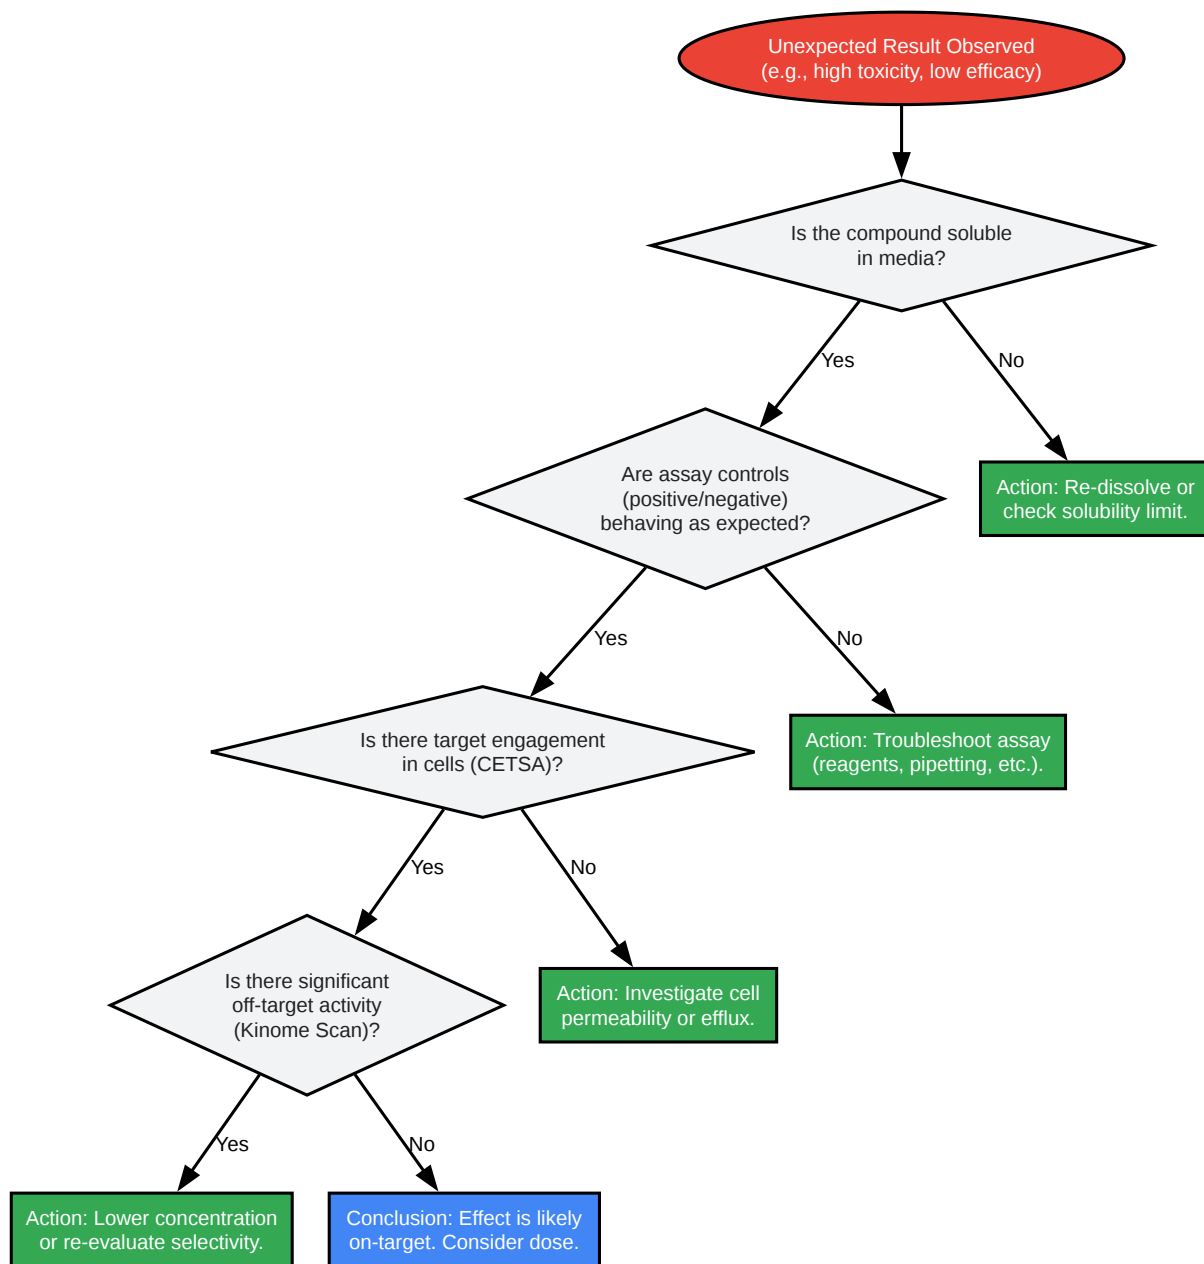 Unexpected Result Observed
(e.g., high toxicity, low efficacy)
Is the compound soluble
in media?
Yes
No
Are assay controls
(positive/negative)
behaving as expected?
Action: Re-dissolve or
check solubility limit.
Yes
No
Is there target engagement
in cells (CETSA)?
Action: Troubleshoot assay
(reagents, pipetting, etc.).
Yes
No
Is there significant
off-target activity
(Kinome Scan)?
Action: Investigate cell
permeability or efflux.
Yes
No
Action: Lower concentration
or re-evaluate selectivity.
Conclusion: Effect is likely
on-target. Consider dose.